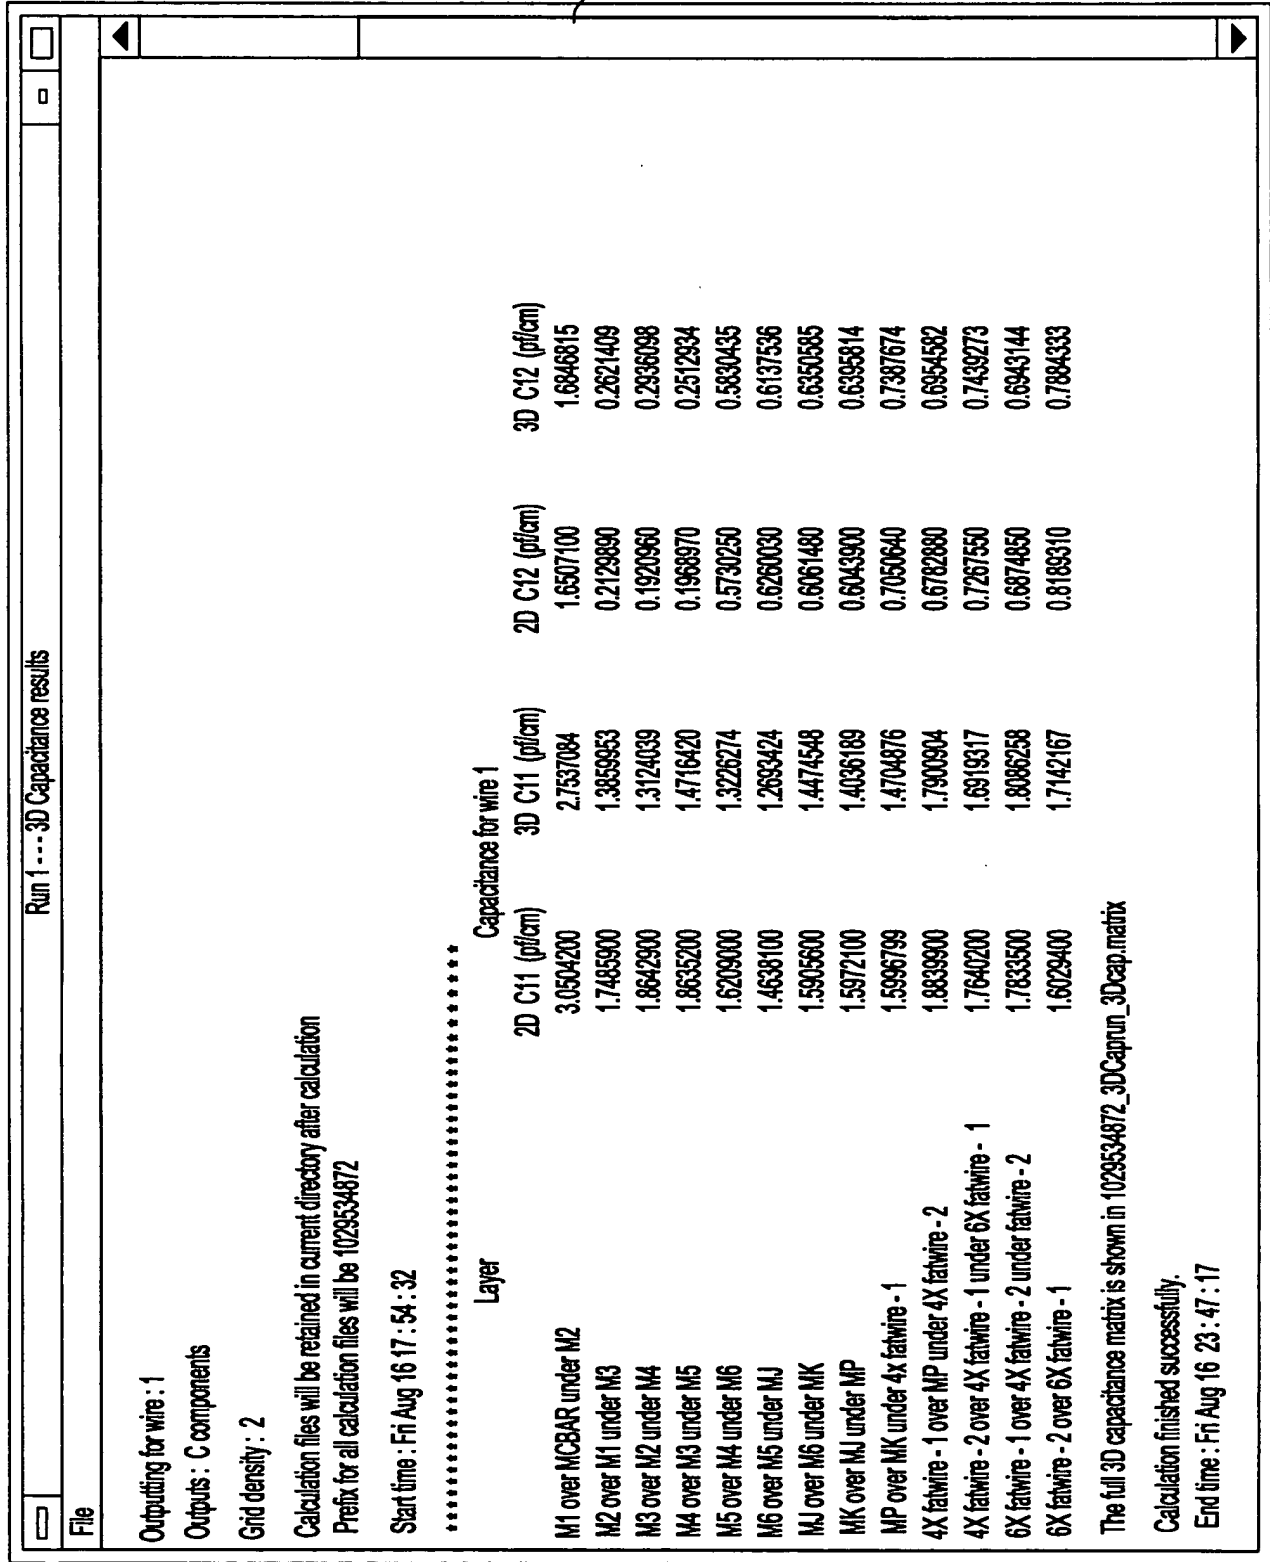 Run 1 - - - 3D Capacitance results
File
Outputting for wire : 1
Outputs : C components
Grid density : 2
Calculation files will be retained in current directory after calculation
Prefix for all calculation files will be 1029534872
Start time : Fri Aug 16 17 : 54 : 32
**********************************************
Capacitance for wire 1
Layer 2D C11 (pf/cm) 3D C11 (pf/cm) 2D C12 (pf/cm) 3D C12 (pf/cm)
M1 over MCBAR under M2 3.0504200 2.7537084 1.6507100 1.6846815
M2 over M1 under M3 1.7485900 1.3859953 0.2129890 0.2621409
M3 over M2 under M4 1.8642900 1.3124039 0.1920960 0.2936098
M4 over M3 under M5 1.8635200 1.4716420 0.1968970 0.2512934
M5 over M4 under M6 1.6209000 1.3226274 0.5730250 0.5830435
M6 over M5 under MJ 1.4638100 1.2693424 0.6260030 0.6137536
MJ over M6 under MK 1.5905600 1.4474548 0.6061480 0.6350585
MK over MJ under MP 1.5972100 1.4036189 0.6043900 0.6395814
MP over MK under 4x fatwire - 1 1.5996799 1.4704876 0.7050640 0.7387674
4X fatwire - 1 over MP under 4X fatwire - 2 1.8839900 1.7900904 0.6782880 0.6954582
4X fatwire - 2 over 4X fatwire - 1 under 6X fatwire - 1 1.7640200 1.6919317 0.7267550 0.7439273
6X fatwire - 1 over 4X fatwire - 2 under fatwire - 2 1.7833500 1.8086258 0.6874850 0.6943144
6X fatwire - 2 over 6X fatwire - 1 1.6029400 1.7142167 0.8189310 0.7884333
The full 3D capacitance matrix is shown in 1029534872_3DCaprun_3Dcap.matrix
Calculation finished successfully.
End time : Fri Aug 16 23 : 47 : 17